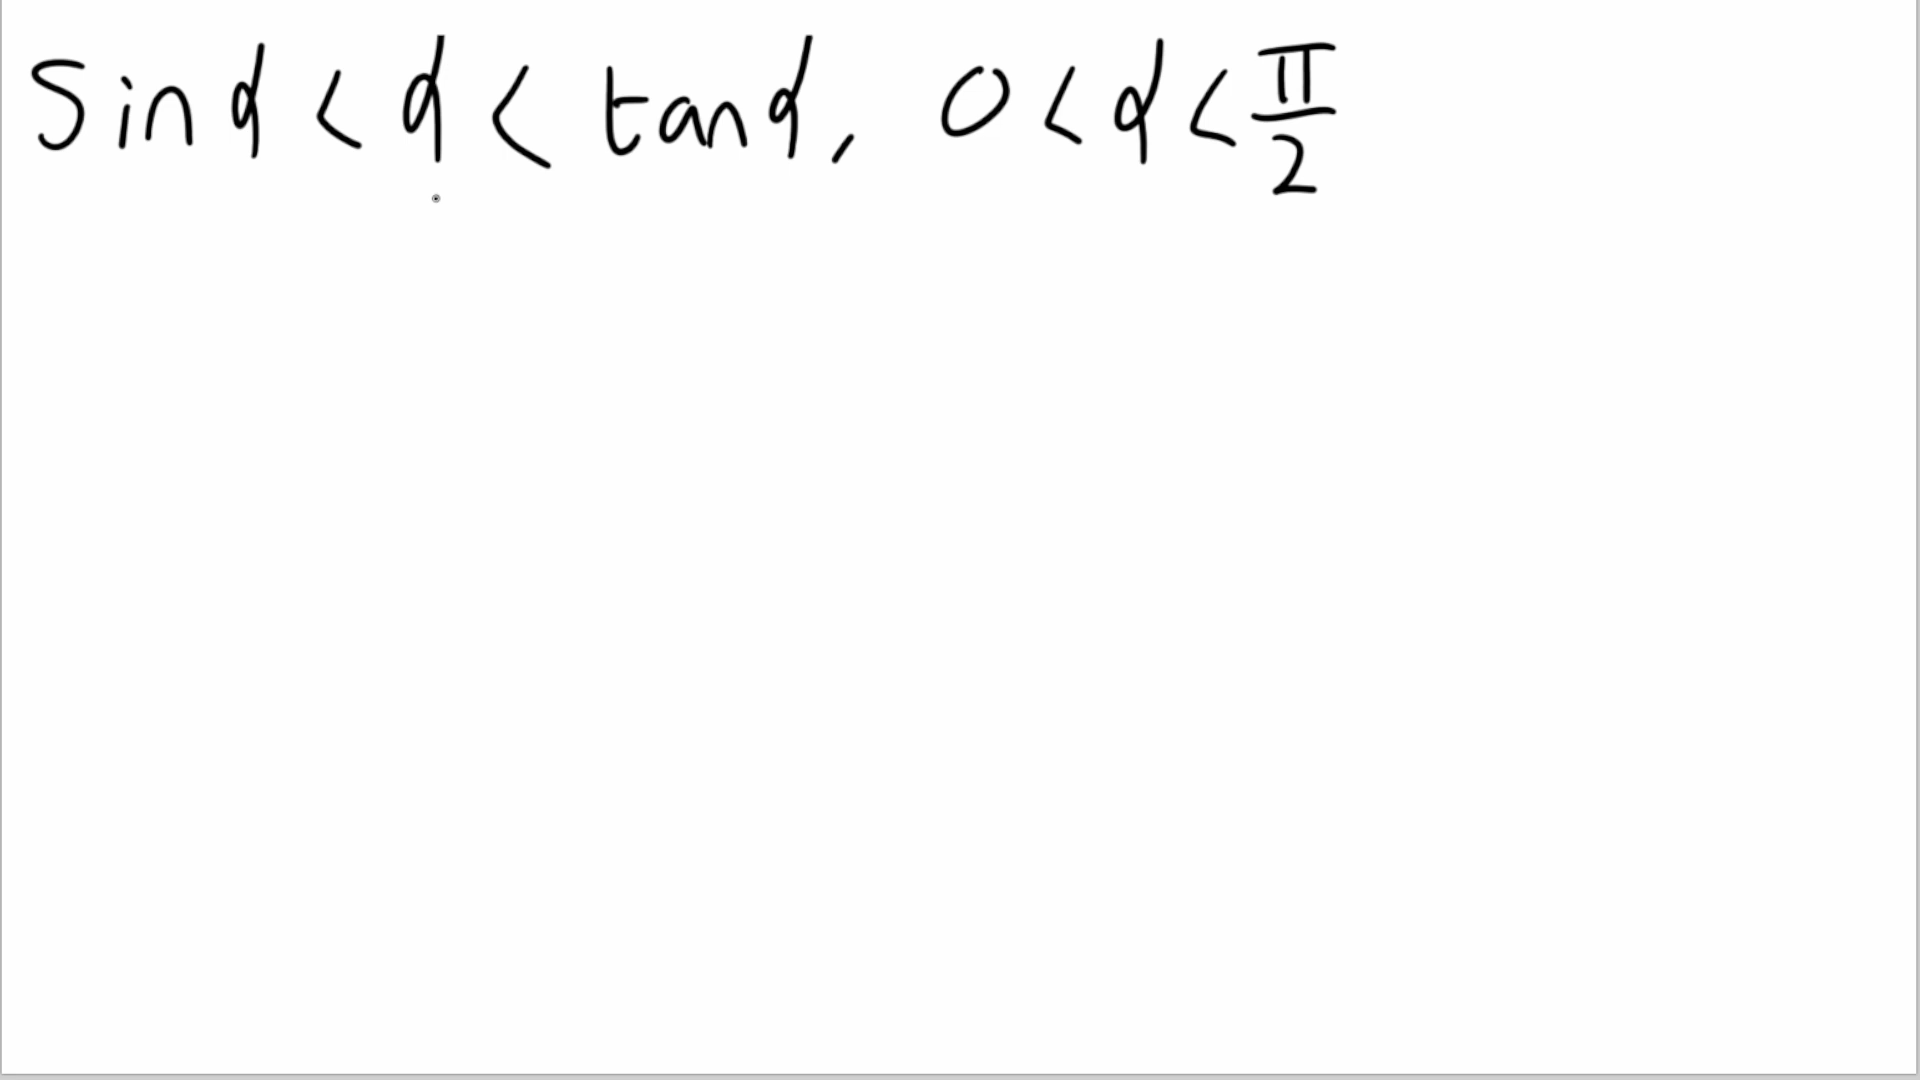 sin α < α < tan α, 0 < α < π/2